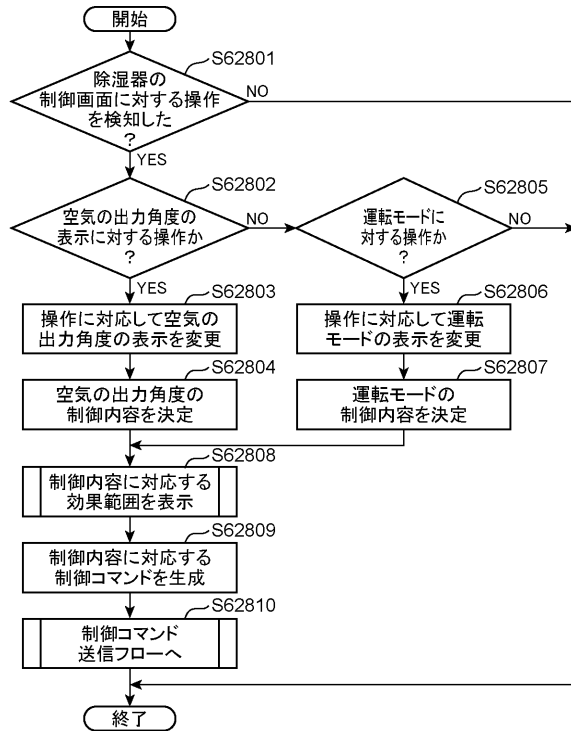 開始
S62801
除湿器の
制御画面に対する操作
を検知した
?
NO
YES
S62802
空気の出力角度の
表示に対する操作か
?
NO
YES
S62805
運転モードに
対する操作か
?
NO
YES
S62803
操作に対応して空気の
出力角度の表示を変更
S62806
操作に対応して運転
モードの表示を変更
S62804
空気の出力角度の
制御内容を決定
S62807
運転モードの
制御内容を決定
S62808
制御内容に対応する
効果範囲を表示
S62809
制御内容に対応する
制御コマンドを生成
S62810
制御コマンド
送信フローへ
終了